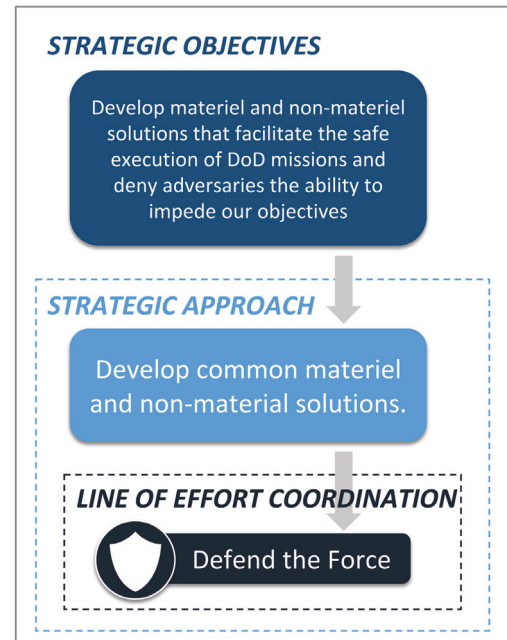 STRATEGIC OBJECTIVES
Develop materiel and non-materiel
solutions that facilitate the safe
execution of DoD missions and
deny adversaries the ability to
impede our objectives
STRATEGIC APPROACH
Develop common materiel
and non-material solutions.
LINE OF EFFORT COORDINATION
Defend the Force